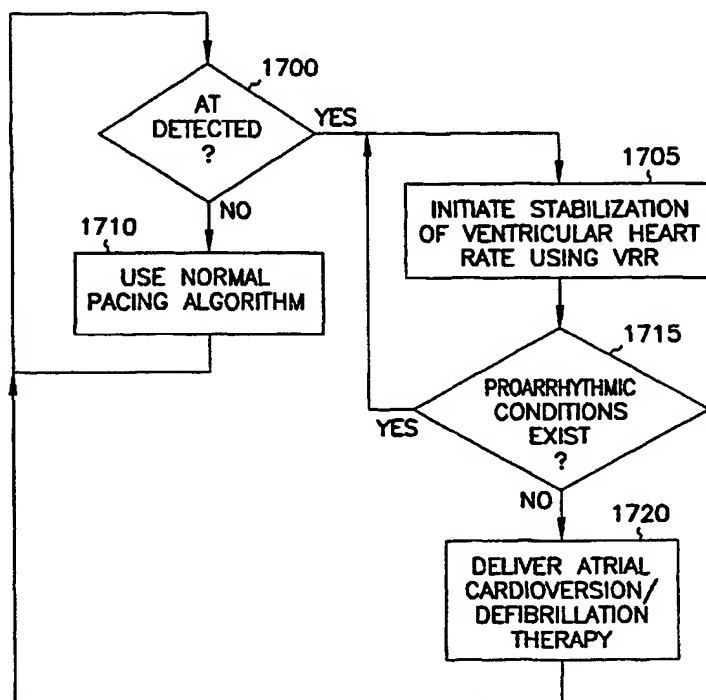 1700
AT
DETECTED
?
YES
NO
1710
USE NORMAL
PACING ALGORITHM
1705
INITIATE STABILIZATION
OF VENTRICULAR HEART
RATE USING VRR
1715
PROARRHYTHMIC
CONDITIONS
EXIST
?
YES
NO
1720
DELIVER ATRIAL
CARDIOVERSION/
DEFIBRILLATION
THERAPY